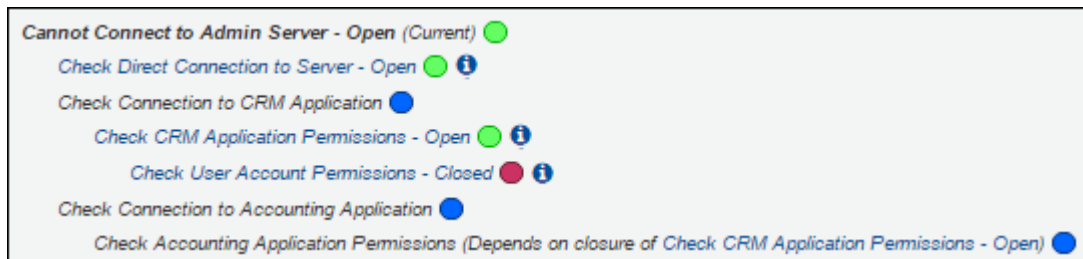 Cannot Connect to Admin Server - Open (Current)
Check Direct Connection to Server - Open
Check Connection to CRM Application
Check CRM Application Permissions - Open
Check User Account Permissions - Closed
Check Connection to Accounting Application
Check Accounting Application Permissions (Depends on closure of Check CRM Application Permissions - Open)